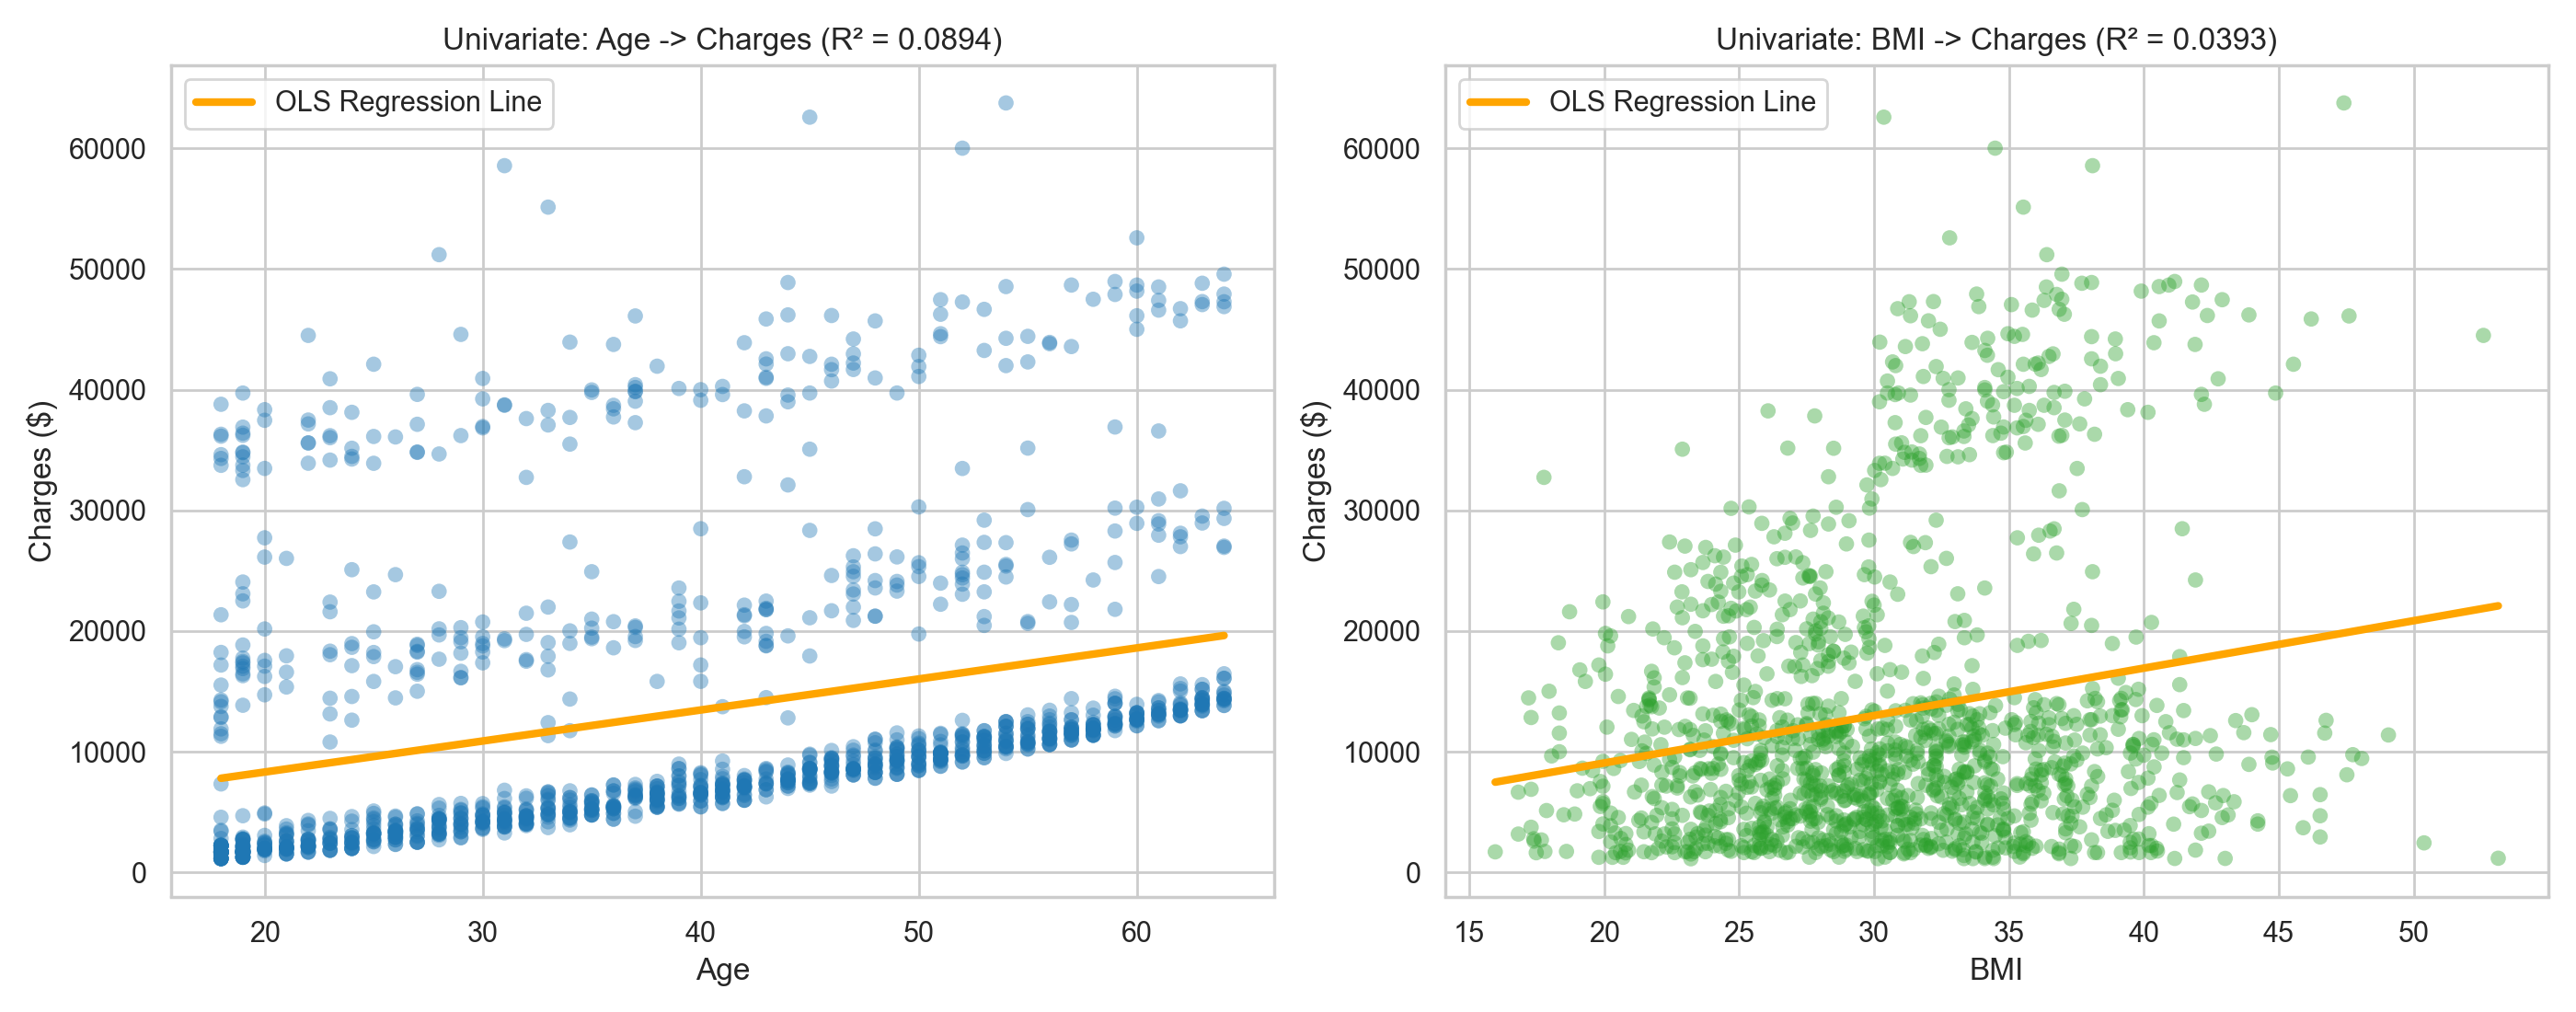 Univariate: Age -> Charges (R² = 0.0894)
OLS Regression Line
Charges ($)
60000
50000
40000
30000
20000
10000
0
20 30 40 50 60
Age
Univariate: BMI -> Charges (R² = 0.0393)
OLS Regression Line
Charges ($)
60000
50000
40000
30000
20000
10000
0
15 20 25 30 35 40 45 50
BMI